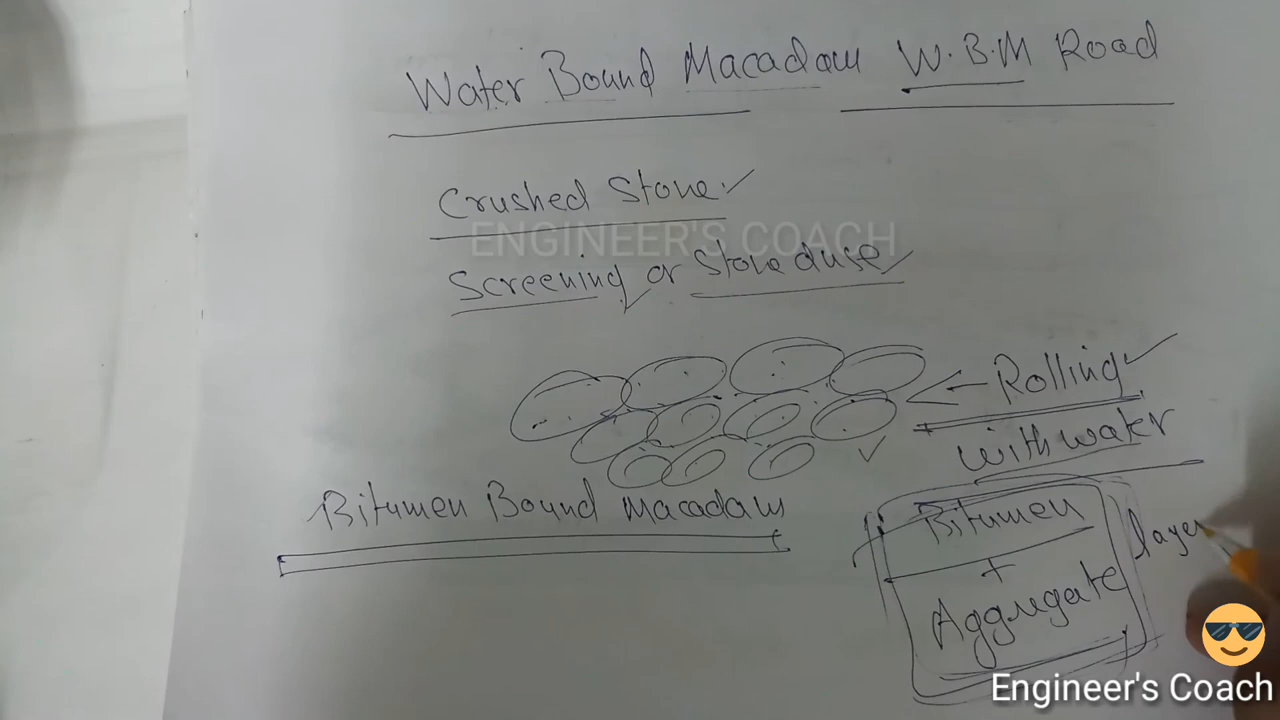 Water Bound Macadam W.B.M Road
Crushed Stone
ENGINEER'S COACH
Screening or Stone duse
Rolling
with water
Bitumen Bound Macadam
Bitumen
+
Aggregate
layer
Engineer's Coach